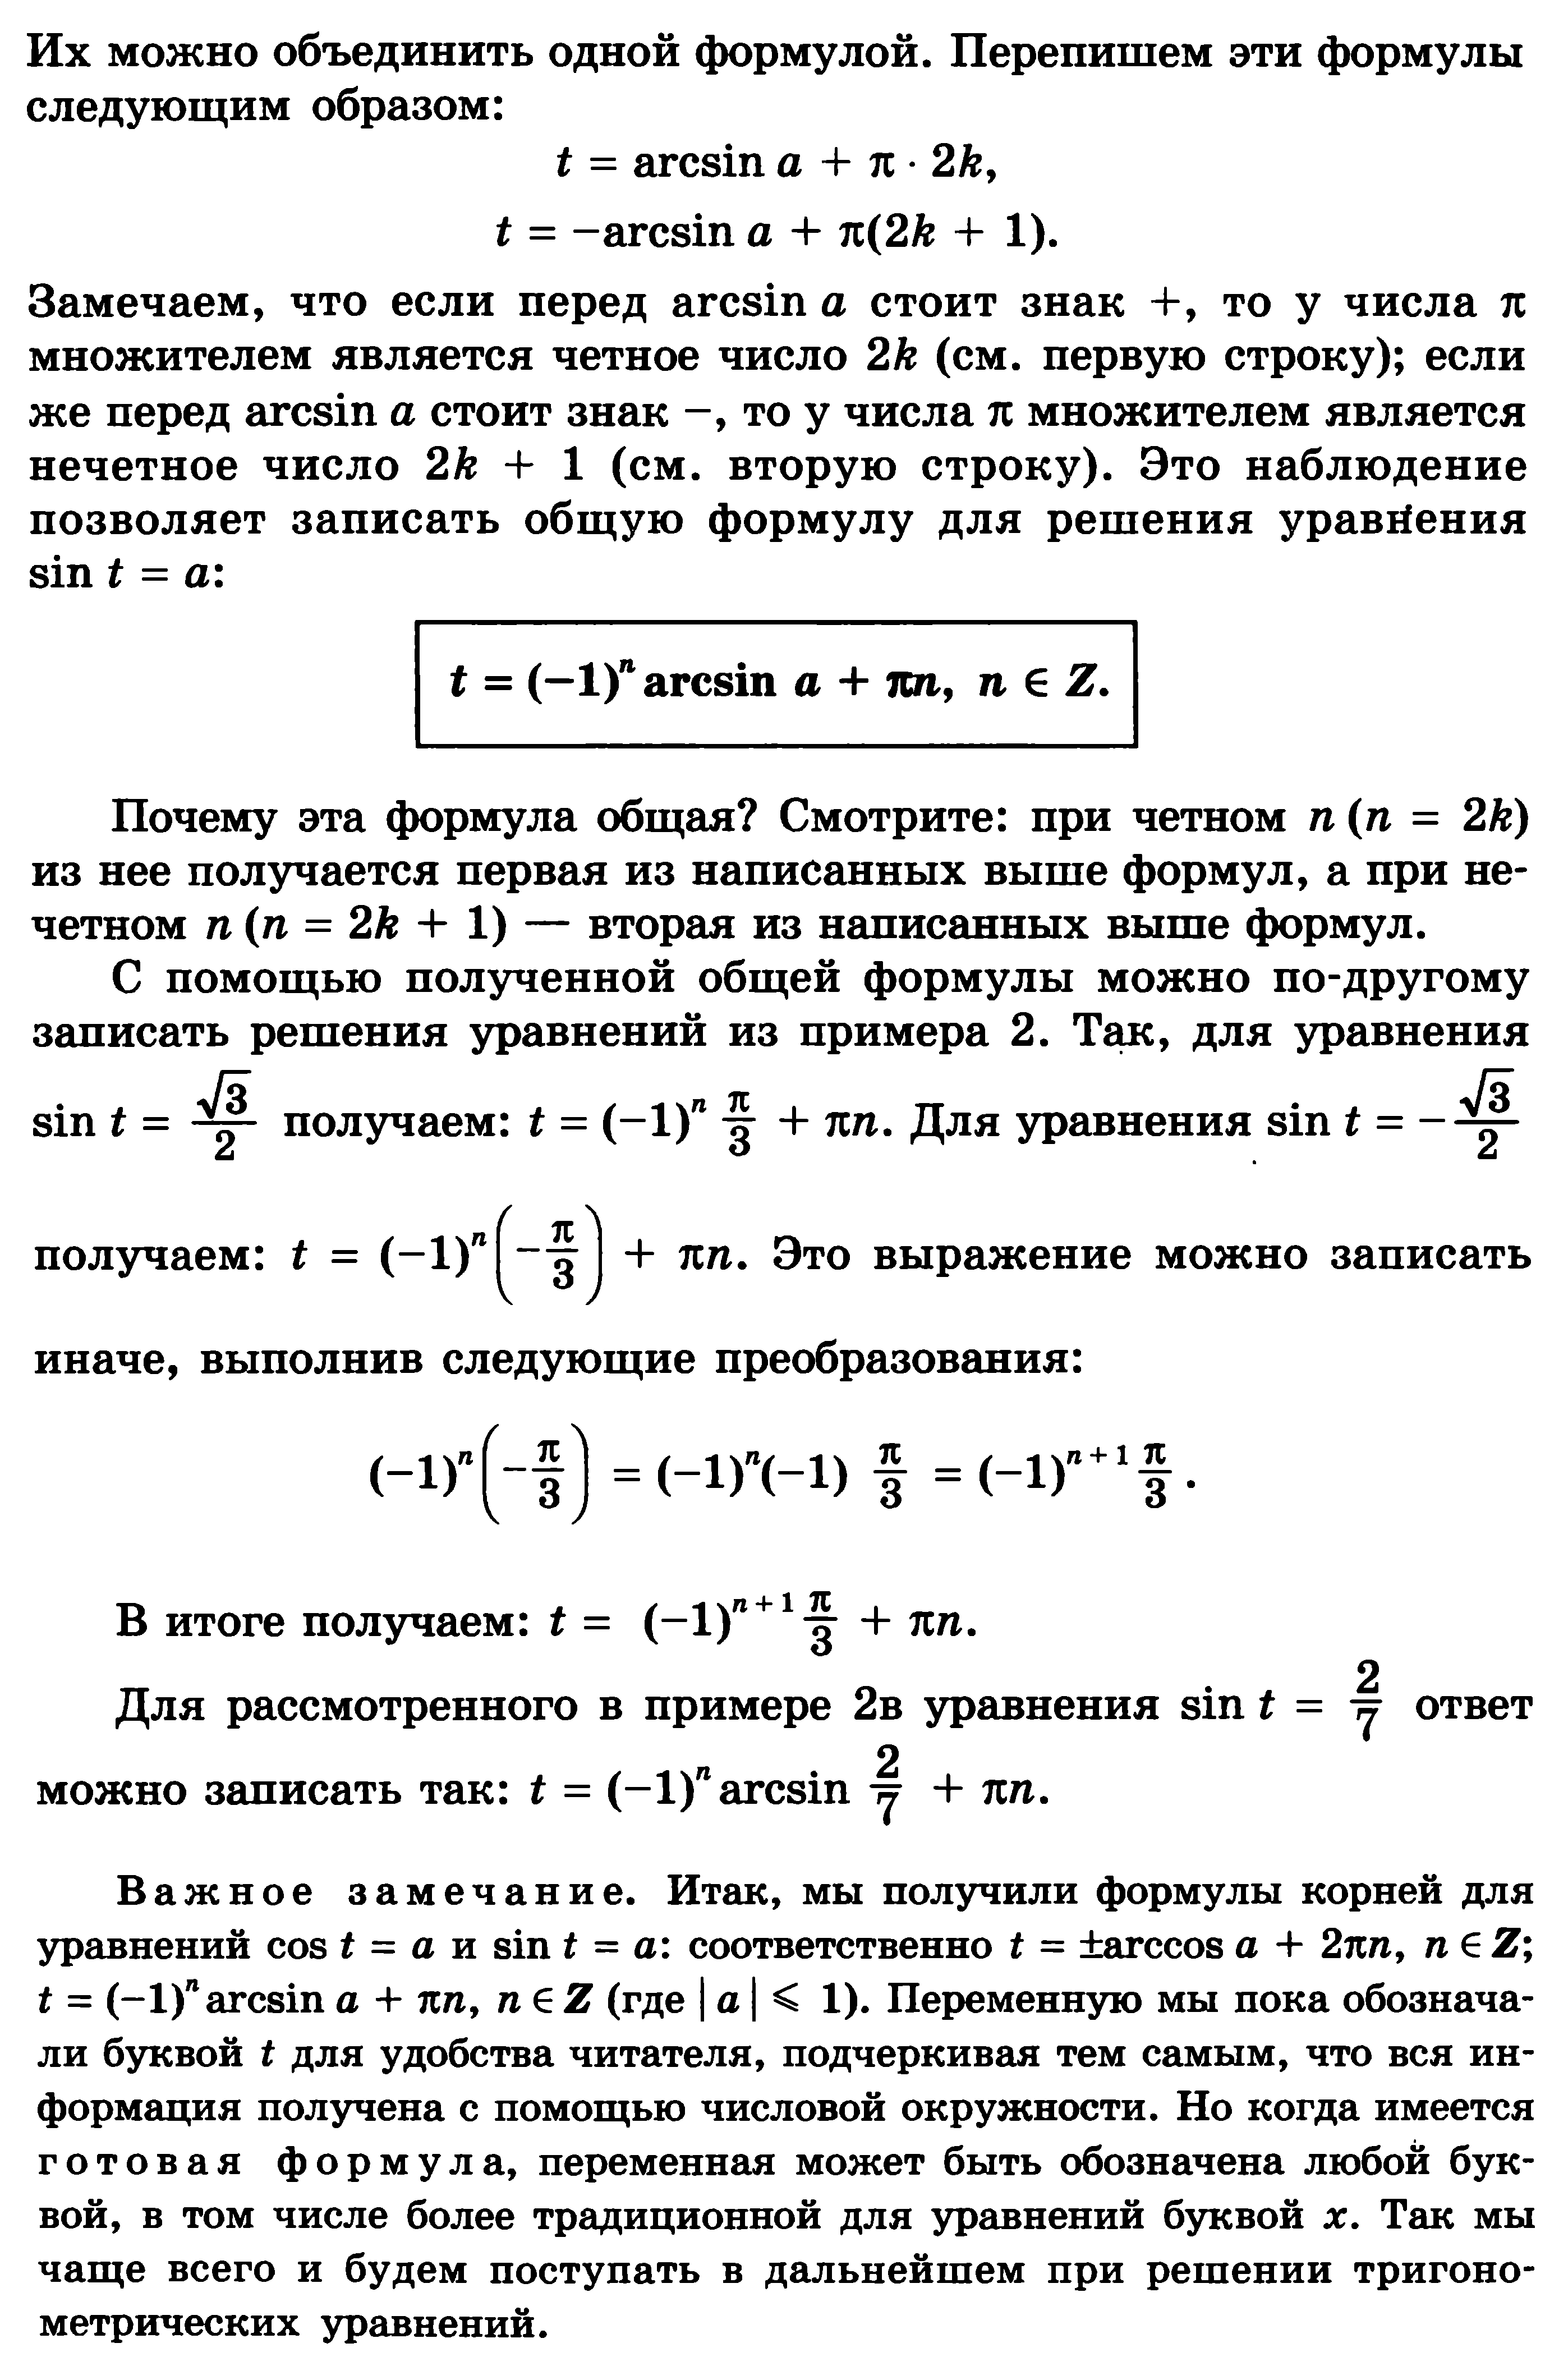 Их можно объединить одной формулой. Перепишем эти формулы
следующим образом:
t = arcsin a + π · 2k,
t = −arcsin a + π(2k + 1).
Замечаем, что если перед arcsin a стоит знак +, то у числа π
множителем является четное число 2k (см. первую строку); если
же перед arcsin a стоит знак −, то у числа π множителем является
нечетное число 2k + 1 (см. вторую строку). Это наблюдение
позволяет записать общую формулу для решения уравнения
sin t = a:
t = (−1)ⁿ arcsin a + πn, n ∈ Z.
Почему эта формула общая? Смотрите: при четном n (n = 2k)
из нее получается первая из написанных выше формул, а при не-
четном n (n = 2k + 1) — вторая из написанных выше формул.
С помощью полученной общей формулы можно по-другому
записать решения уравнений из примера 2. Так, для уравнения
sin t = √3/2 получаем: t = (−1)ⁿ π/3 + πn. Для уравнения sin t = −√3/2
получаем: t = (−1)ⁿ(−π/3) + πn. Это выражение можно записать
иначе, выполнив следующие преобразования:
(−1)ⁿ(−π/3) = (−1)ⁿ(−1) π/3 = (−1)ⁿ⁺¹ π/3.
В итоге получаем: t = (−1)ⁿ⁺¹ π/3 + πn.
Для рассмотренного в примере 2в уравнения sin t = 2/7 ответ
можно записать так: t = (−1)ⁿ arcsin 2/7 + πn.
Важное замечание. Итак, мы получили формулы корней для
уравнений cos t = a и sin t = a: соответственно t = ±arccos a + 2πn, n ∈ Z;
t = (−1)ⁿ arcsin a + πn, n ∈ Z (где | a | ⩽ 1). Переменную мы пока обознача-
ли буквой t для удобства читателя, подчеркивая тем самым, что вся ин-
формация получена с помощью числовой окружности. Но когда имеется
готовая формула, переменная может быть обозначена любой бук-
вой, в том числе более традиционной для уравнений буквой x. Так мы
чаще всего и будем поступать в дальнейшем при решении тригоно-
метрических уравнений.